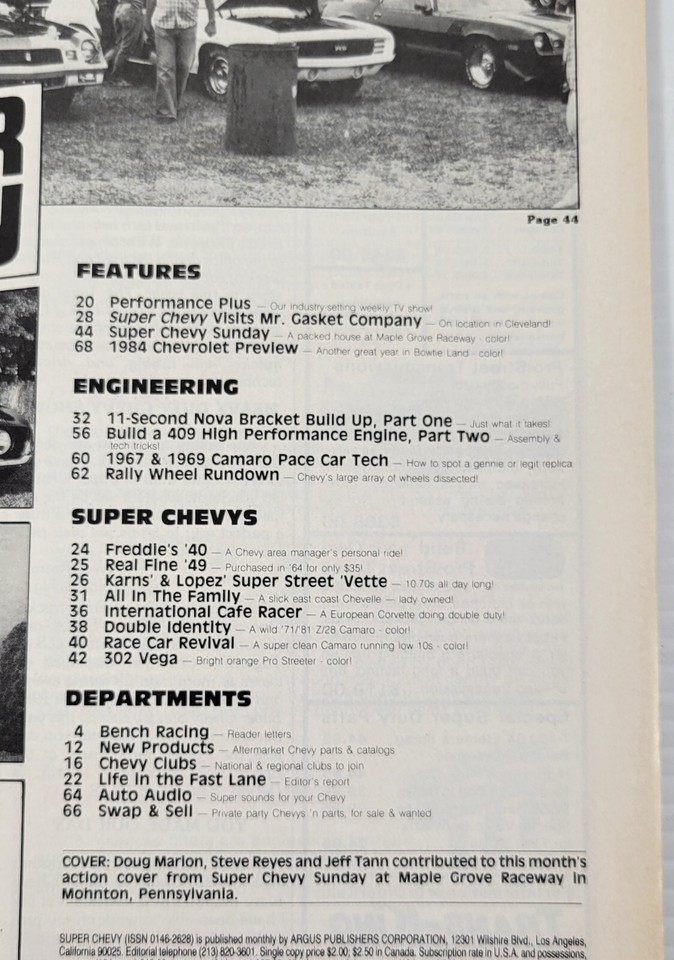 Page 44
FEATURES
20 Performance Plus — Our industry-setting weekly TV show!
28 Super Chevy Visits Mr. Gasket Company — On location in Cleveland!
44 Super Chevy Sunday — A packed house at Maple Grove Raceway - color!
68 1984 Chevrolet Preview — Another great year in Bowtie Land - color!
ENGINEERING
32 11-Second Nova Bracket Build Up, Part One — Just what it takes!
56 Build a 409 High Performance Engine, Part Two — Assembly &
tech tricks!
60 1967 & 1969 Camaro Pace Car Tech — How to spot a gennie or legit replica
62 Rally Wheel Rundown — Chevy's large array of wheels dissected!
SUPER CHEVYS
24 Freddie's '40 — A Chevy area manager's personal ride!
25 Real Fine '49 — Purchased in '64 for only $35!
26 Karns' & Lopez' Super Street 'Vette — 10.70s all day long!
31 All In The Family — A slick east coast Chevelle — lady owned!
36 International Cafe Racer — A European Corvette doing double duty!
38 Double Identity — A wild '71/'81 Z/28 Camaro - color!
40 Race Car Revival — A super clean Camaro running low 10s - color!
42 302 Vega — Bright orange Pro Streeter - color!
DEPARTMENTS
4 Bench Racing — Reader letters
12 New Products — Aftermarket Chevy parts & catalogs
16 Chevy Clubs — National & regional clubs to join
22 Life in the Fast Lane — Editor's report
64 Auto Audio — Super sounds for your Chevy
66 Swap & Sell — Private party Chevys 'n parts, for sale & wanted
COVER: Doug Marion, Steve Reyes and Jeff Tann contributed to this month's
action cover from Super Chevy Sunday at Maple Grove Raceway in
Mohnton, Pennsylvania.
SUPER CHEVY (ISSN 0146-2628) is published monthly by ARGUS PUBLISHERS CORPORATION, 12301 Wilshire Blvd., Los Angeles,
California 90025. Editorial telephone (213) 820-3601. Single copy price $2.00; $2.50 in Canada. Subscription rate in U.S.A. and possessions,